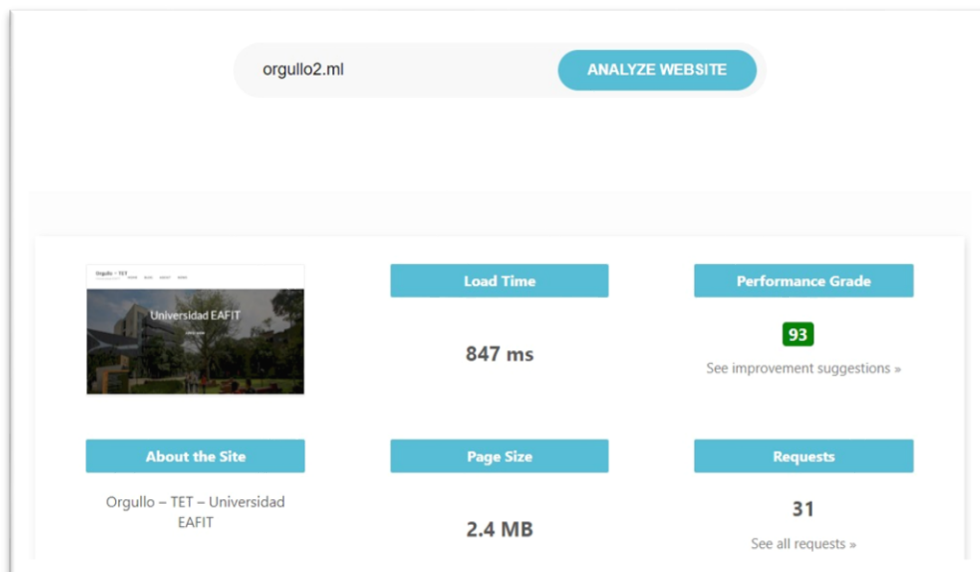 orgullo2.ml
ANALYZE WEBSITE
Orgullo – TET
Universidad EAFIT
Load Time
847 ms
Performance Grade
93
See improvement suggestions »
About the Site
Orgullo – TET – Universidad
EAFIT
Page Size
2.4 MB
Requests
31
See all requests »